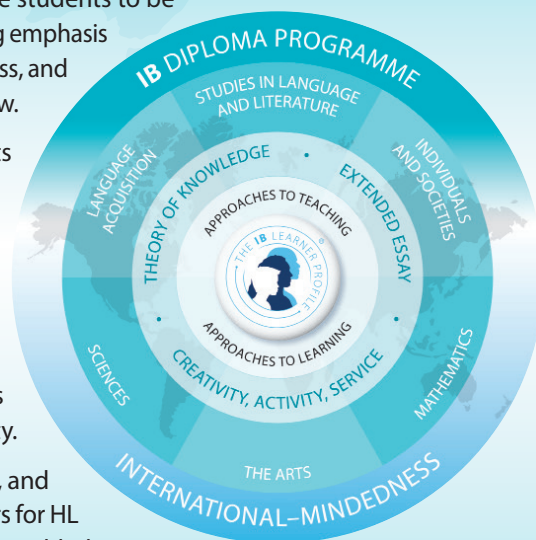 e students to be
g emphasis
ss, and
w.
ts
s
ty.
, and
s for HL
IB DIPLOMA PROGRAMME
STUDIES IN LANGUAGE
AND LITERATURE
LANGUAGE
ACQUISITION
INDIVIDUALS
AND SOCIETIES
THEORY OF KNOWLEDGE
EXTENDED ESSAY
APPROACHES TO TEACHING
THE IB LEARNER PROFILE
APPROACHES TO LEARNING
CREATIVITY, ACTIVITY, SERVICE
SCIENCES
MATHEMATICS
THE ARTS
INTERNATIONAL–MINDEDNESS